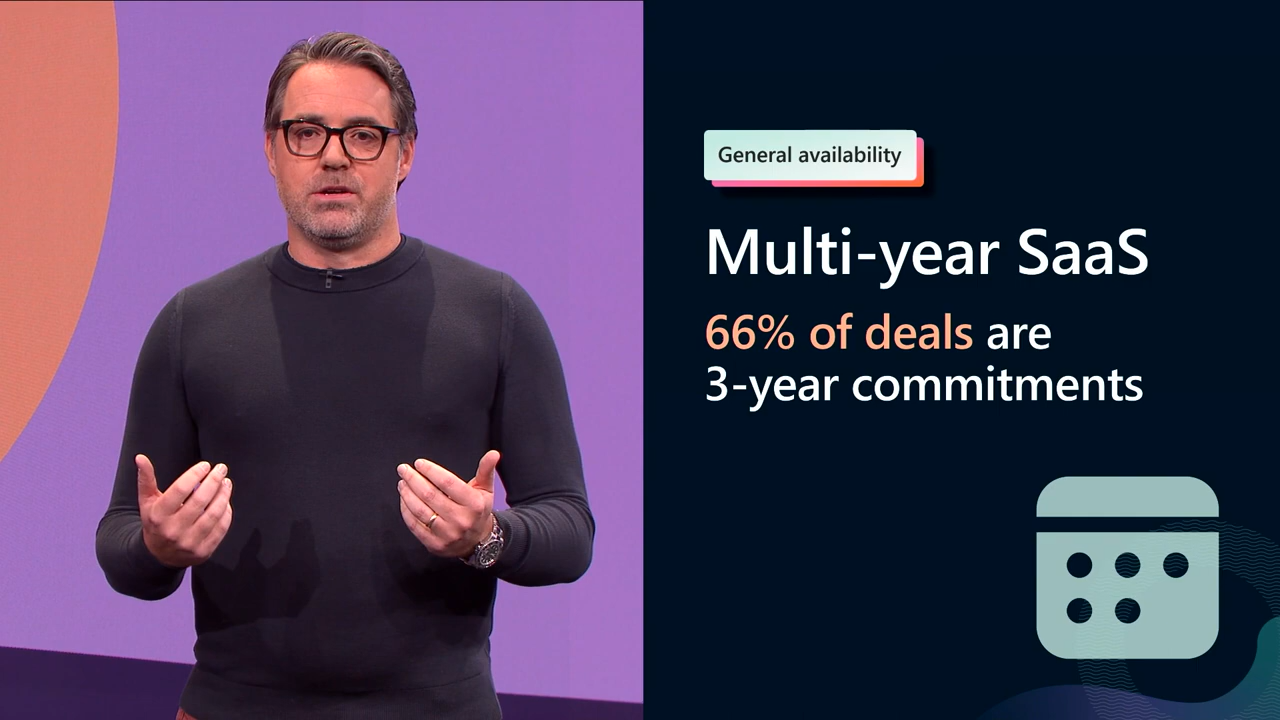 General availability
Multi-year SaaS
66% of deals are
3-year commitments